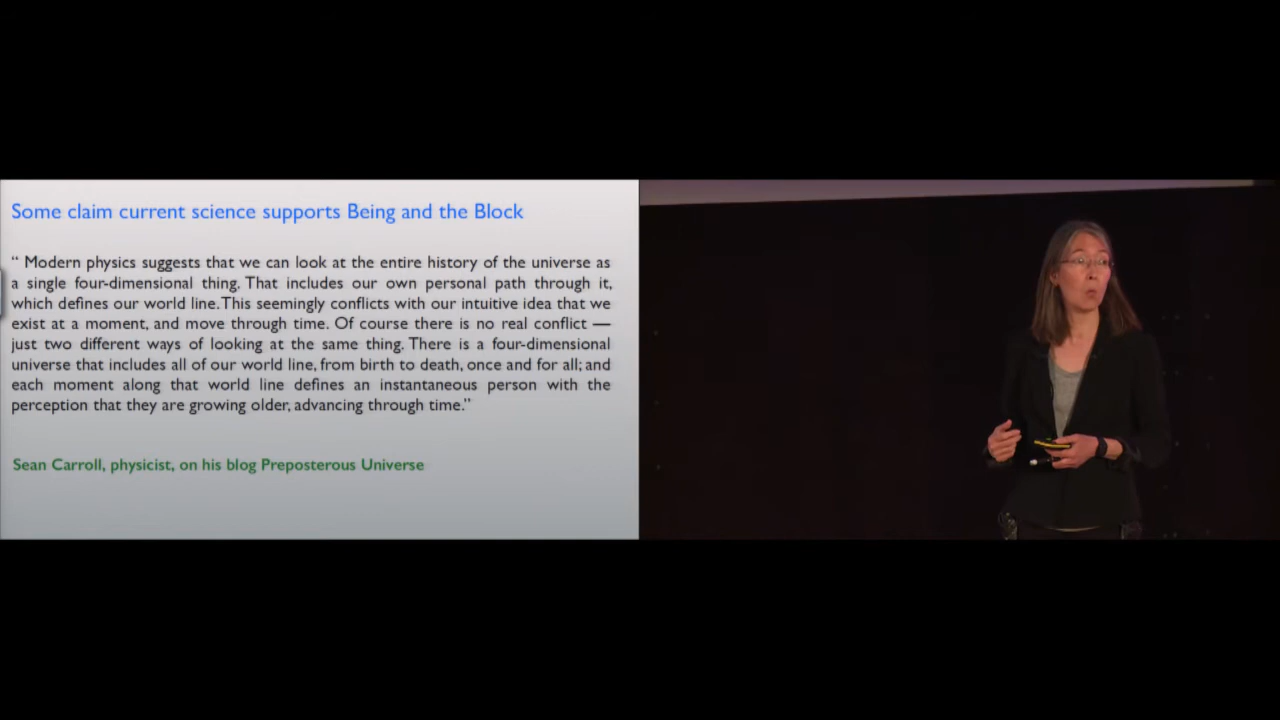 Some claim current science supports Being and the Block
“ Modern physics suggests that we can look at the entire history of the universe as
a single four-dimensional thing. That includes our own personal path through it,
which defines our world line. This seemingly conflicts with our intuitive idea that we
exist at a moment, and move through time. Of course there is no real conflict —
just two different ways of looking at the same thing. There is a four-dimensional
universe that includes all of our world line, from birth to death, once and for all; and
each moment along that world line defines an instantaneous person with the
perception that they are growing older, advancing through time.”
Sean Carroll, physicist, on his blog Preposterous Universe